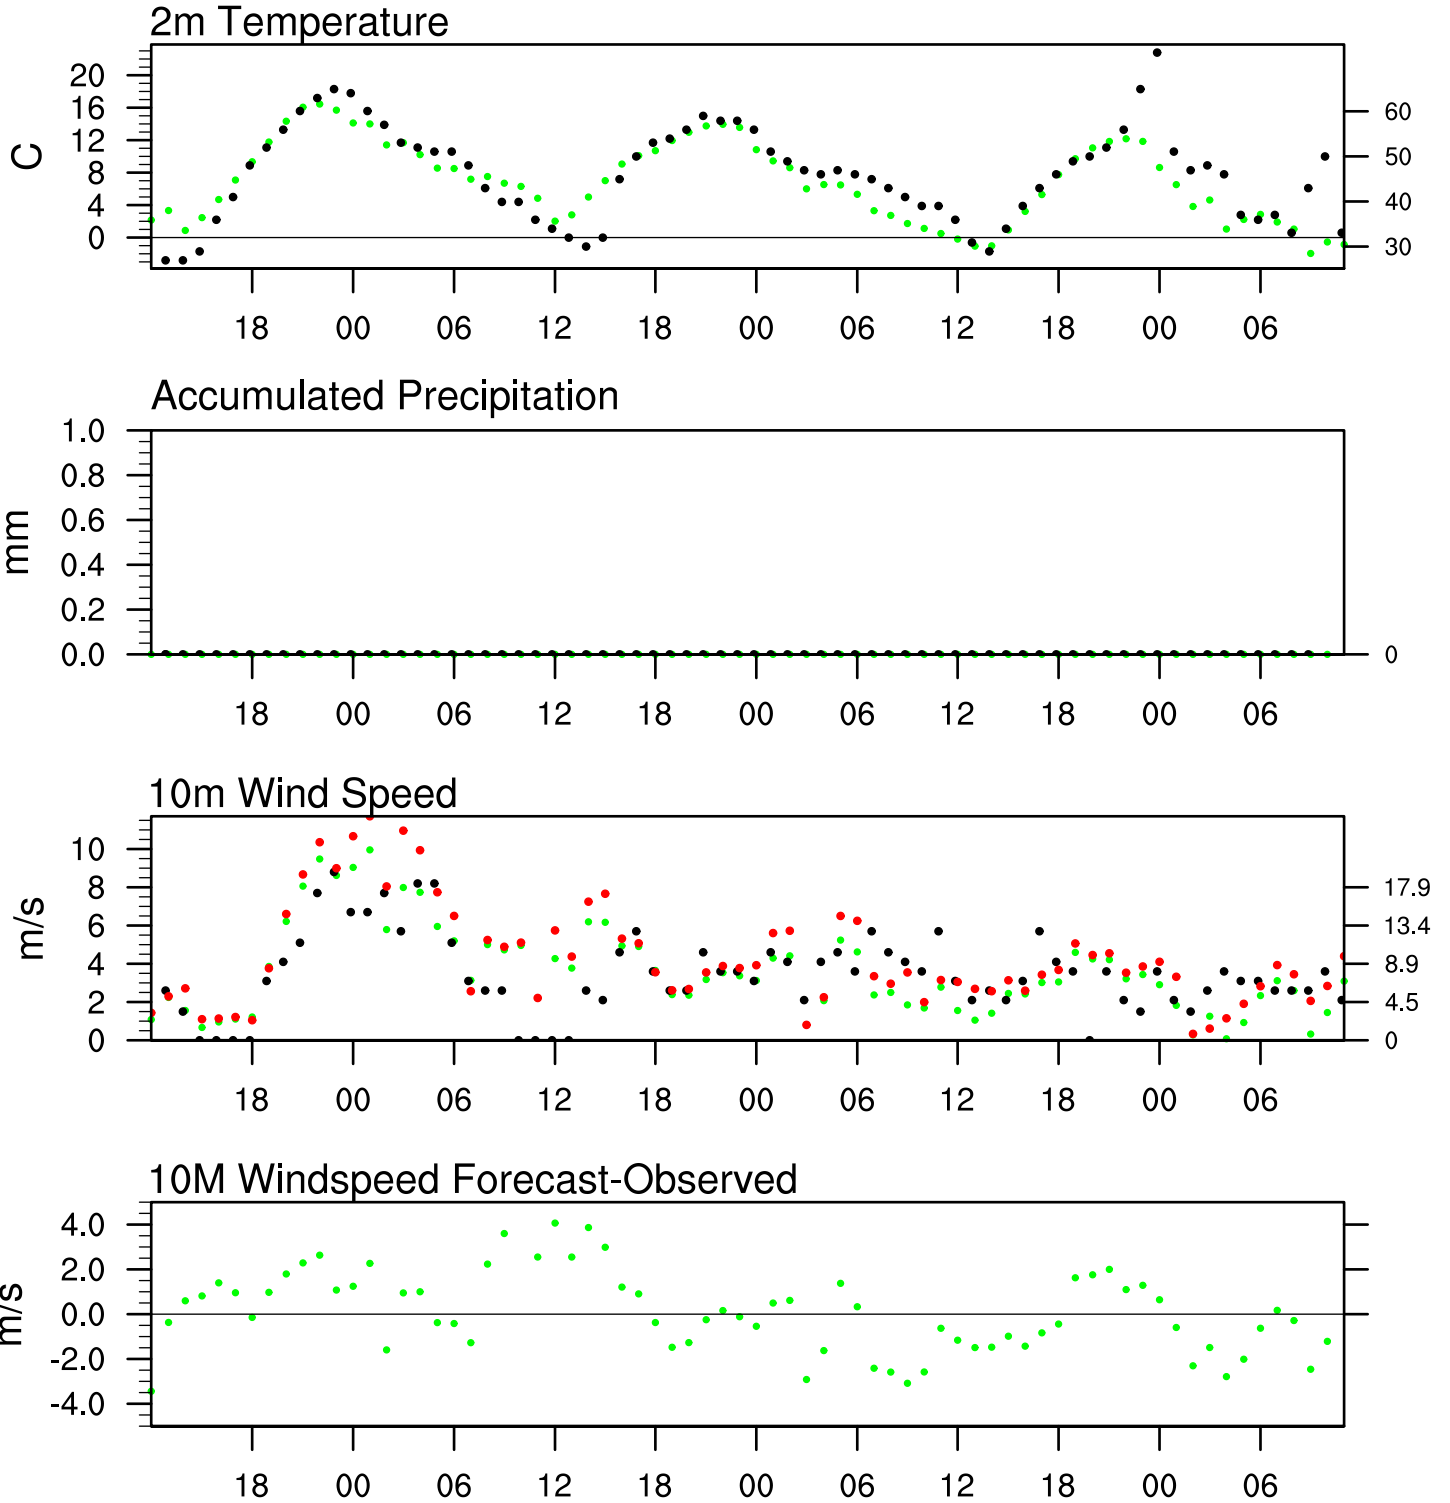 2m Temperature
C
20
16
12
8
4
0
60
50
40
30
18 00 06 12 18 00 06 12 18 00 06
Accumulated Precipitation
mm
1.0
0.8
0.6
0.4
0.2
0.0
0
18 00 06 12 18 00 06 12 18 00 06
10m Wind Speed
m/s
10
8
6
4
2
0
17.9
13.4
8.9
4.5
0
18 00 06 12 18 00 06 12 18 00 06
10M Windspeed Forecast-Observed
m/s
4.0
2.0
0.0
-2.0
-4.0
18 00 06 12 18 00 06 12 18 00 06